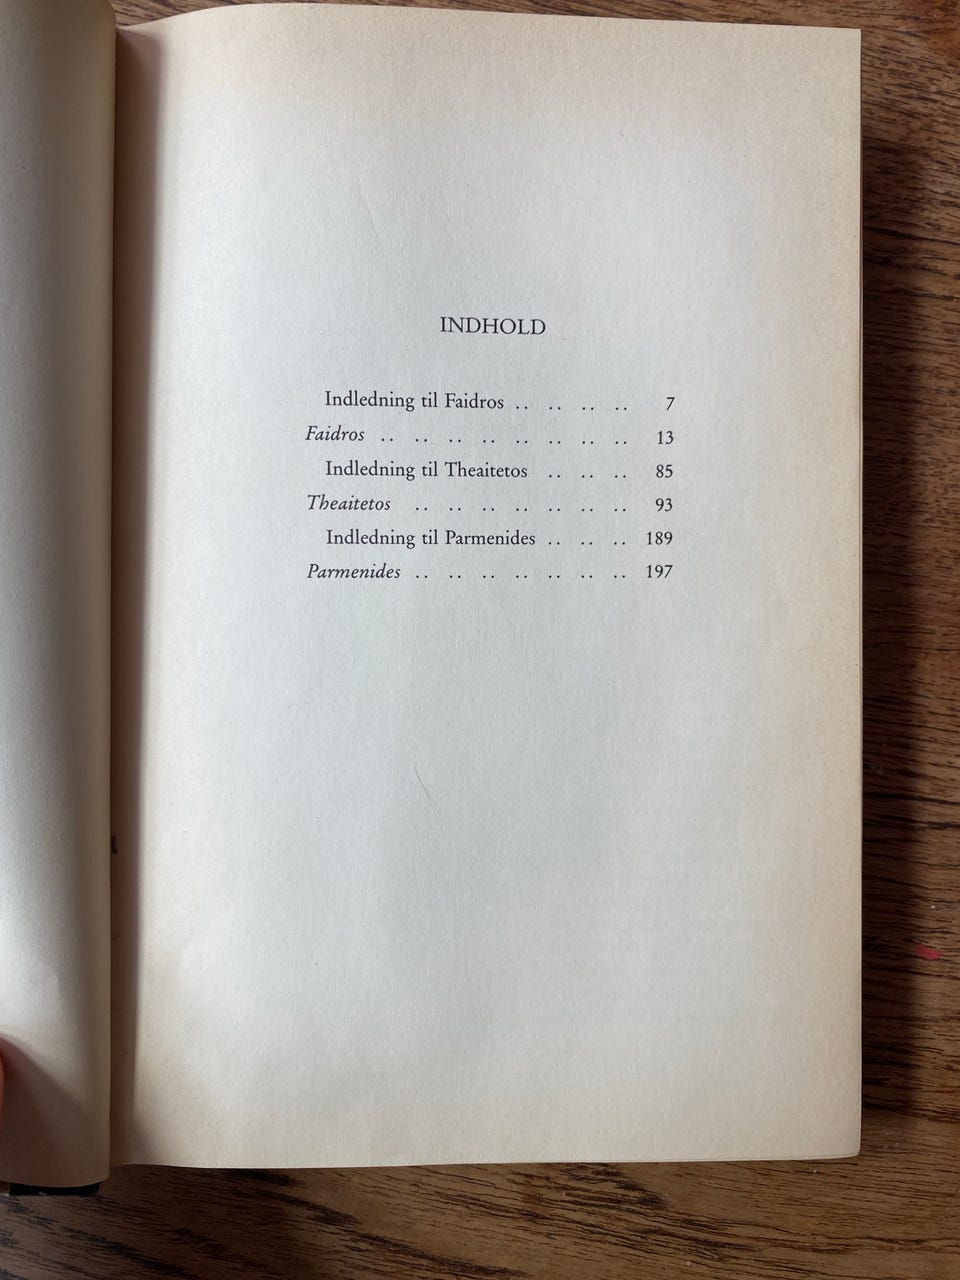 INDHOLD
Indledning til Faidros .. .. .. .. 7
Faidros .. .. .. .. .. .. .. .. 13
Indledning til Theaitetos .. .. .. 85
Theaitetos .. .. .. .. .. .. .. 93
Indledning til Parmenides .. .. .. 189
Parmenides .. .. .. .. .. .. .. 197